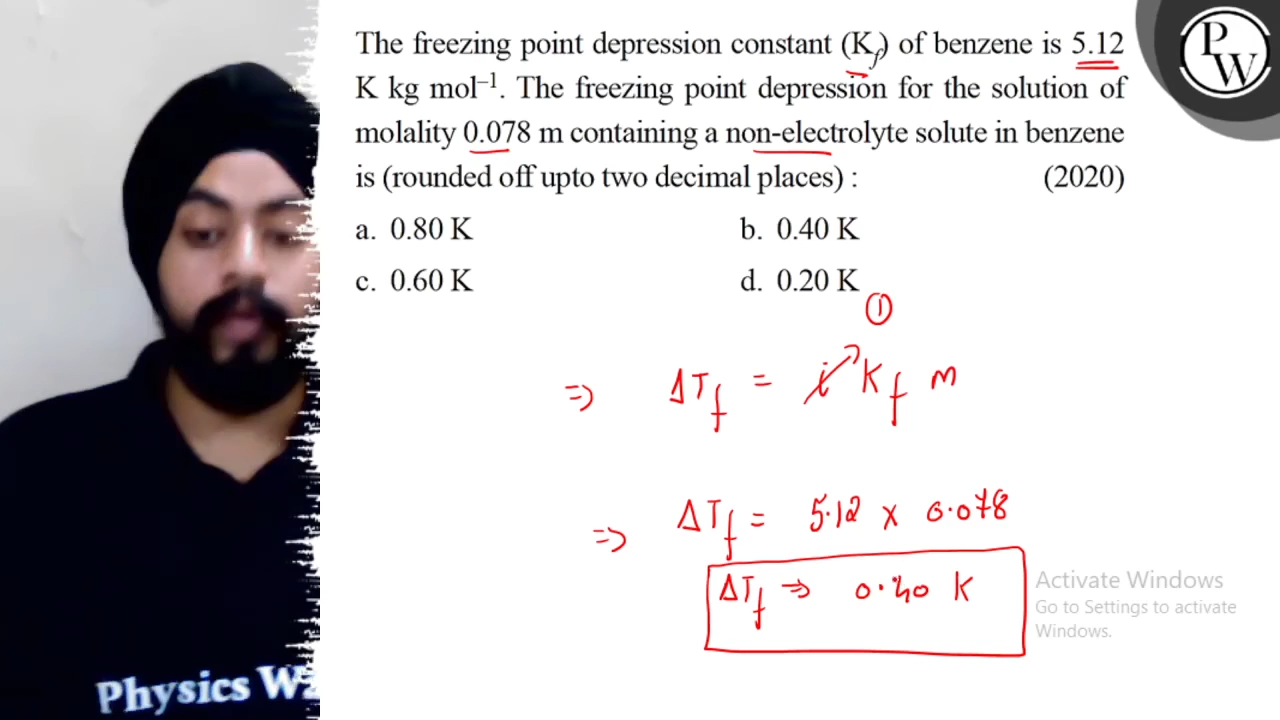 The freezing point depression constant (Kf) of benzene is 5.12
K kg mol⁻¹. The freezing point depression for the solution of
molality 0.078 m containing a non-electrolyte solute in benzene
is (rounded off upto two decimal places) : (2020)
a. 0.80 K b. 0.40 K
c. 0.60 K d. 0.20 K
①
⇒ ΔTf = i Kf m
⇒ ΔTf = 5.12 × 0.078
ΔTf ⇒ 0.40 K
PW
Activate Windows
Go to Settings to activate
Windows.
Physics W